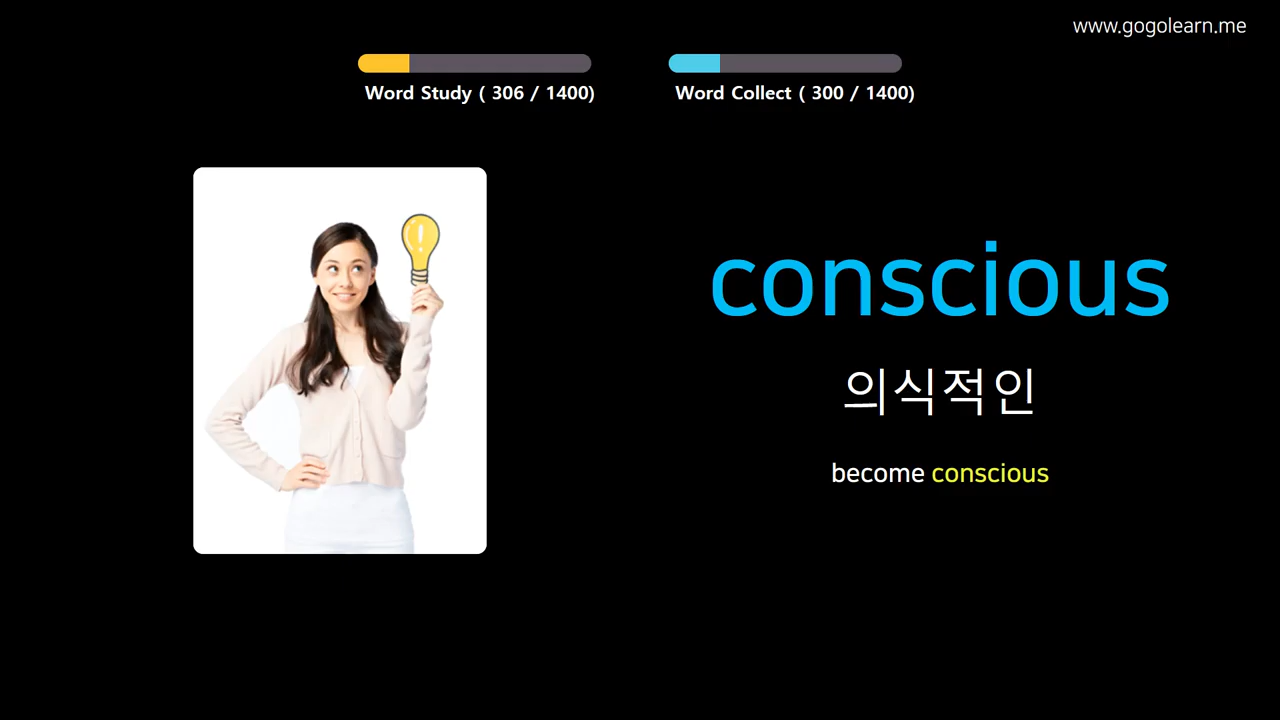 www.gogolearn.me
Word Study ( 306 / 1400)
Word Collect ( 300 / 1400)
conscious
의식적인
become conscious